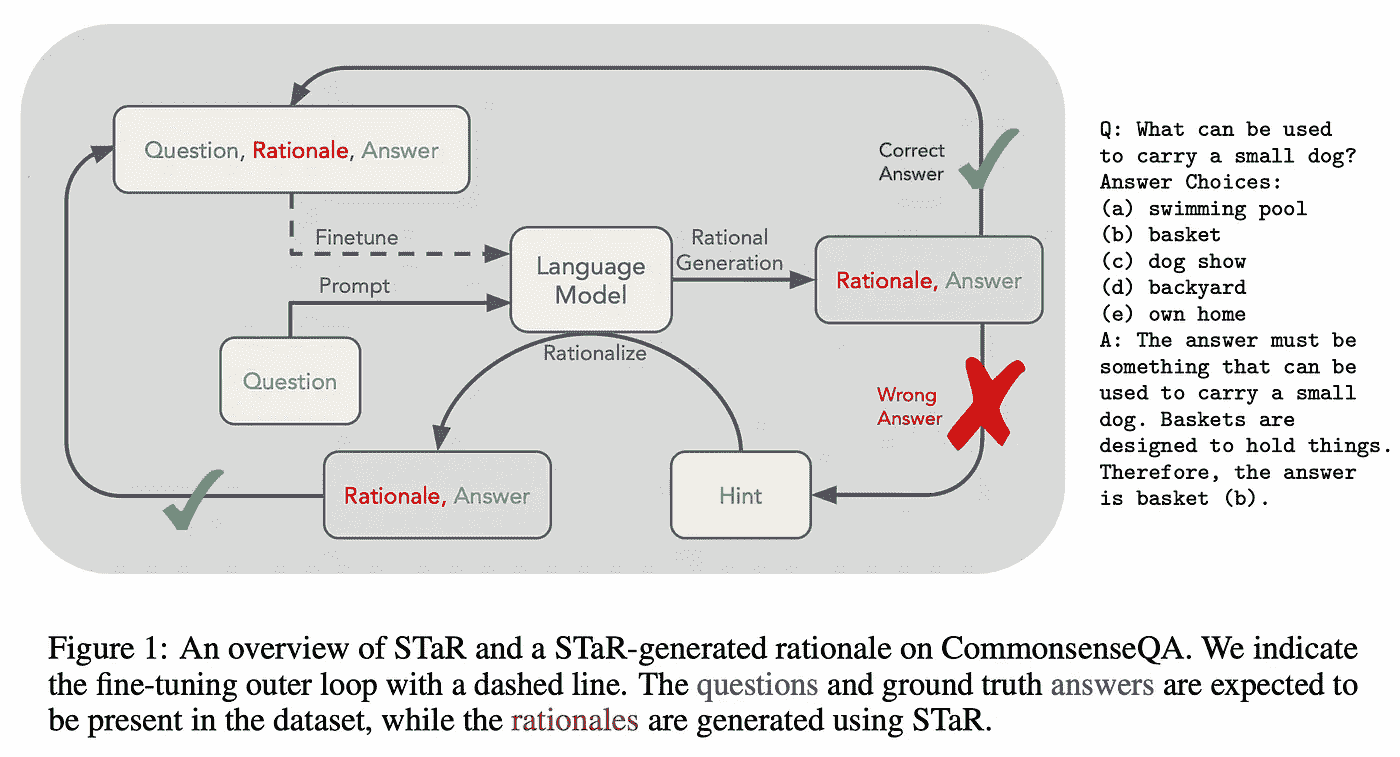 Question, Rationale, Answer
Finetune
Prompt
Question
Language
Model
Rational
Generation
Rationale, Answer
Correct
Answer
Wrong
Answer
Rationalize
Rationale, Answer
Hint
Q: What can be used
to carry a small dog?
Answer Choices:
(a) swimming pool
(b) basket
(c) dog show
(d) backyard
(e) own home
A: The answer must be
something that can be
used to carry a small
dog. Baskets are
designed to hold things.
Therefore, the answer
is basket (b).
Figure 1: An overview of STaR and a STaR-generated rationale on CommonsenseQA. We indicate
the fine-tuning outer loop with a dashed line. The questions and ground truth answers are expected to
be present in the dataset, while the rationales are generated using STaR.